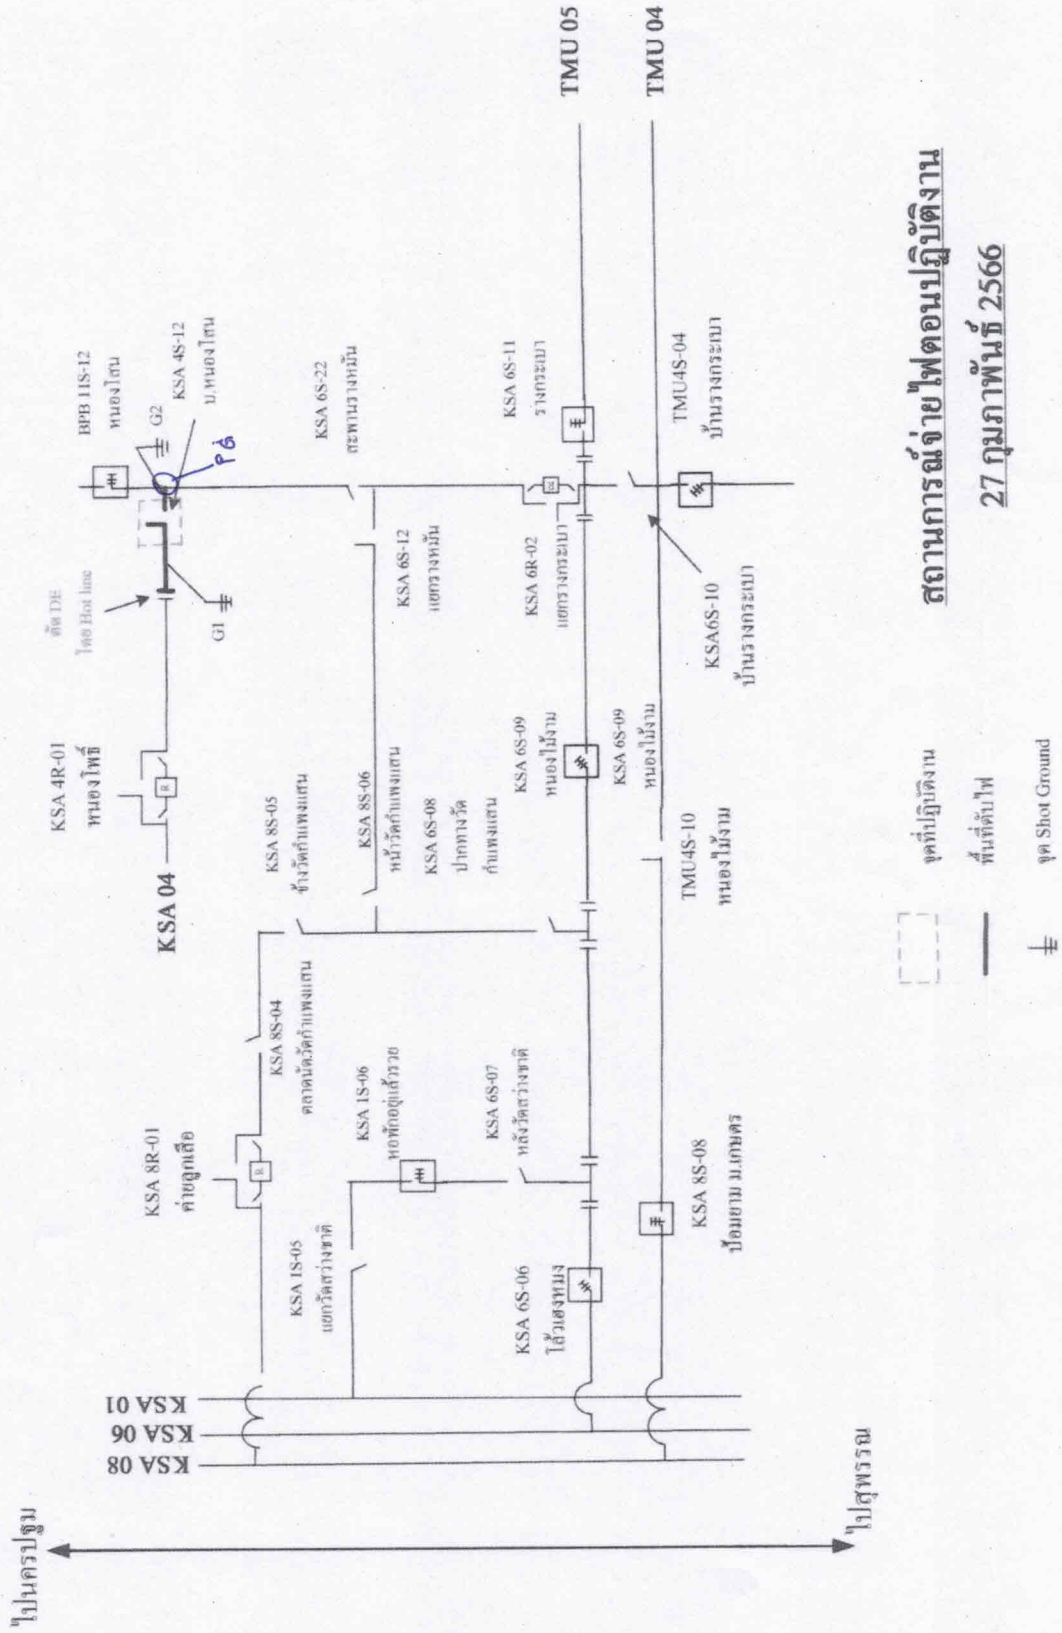 ไปนครปฐม
ไปสุพรรณ
KSA 08
KSA 06
KSA 01
KSA 8R-01
ค่ายลูกเสือ
KSA 8S-04
ตลาดนัดวัดกำแพงแสน
KSA 8S-05
ข้างวัดกำแพงแสน
KSA 8S-06
หน้าวัดกำแพงแสน
KSA 6S-08
ปากทางวัด
กำแพงแสน
KSA 1S-05
แยกวัดสว่างชาติ
KSA 1S-06
หอพักอยู่แล้วรวย
KSA 6S-07
หลังวัดสว่างชาติ
KSA 6S-06
โล้วเฮงหมง
KSA 8S-08
ป้อมยาม ม.เกษตร
KSA 04
KSA 4R-01
หนองโพธิ์
R
R
ตัด DE
โดย Hot line
G1
BPB 11S-12
หนองโสน
G2
KSA 4S-12
บ.หนองโสน
PG
KSA 6S-22
สะพานรางหมัน
KSA 6S-12
แยกรางหมัน
KSA 6R-02
แยกรางกระเบา
KSA 6S-11
รางกระเบา
KSA 6S-09
หนองไม้งาม
KSA 6S-09
หนองไม้งาม
TMU4S-10
หนองไม้งาม
KSA6S-10
บ้านรางกระเบา
TMU4S-04
บ้านรางกระเบา
TMU 05
TMU 04
สถานการณ์จ่ายไฟตอนปฏิบัติงาน
27 กุมภาพันธ์ 2566
จุดที่ปฏิบัติงาน
พื้นที่ดับไฟ
จุด Shot Ground